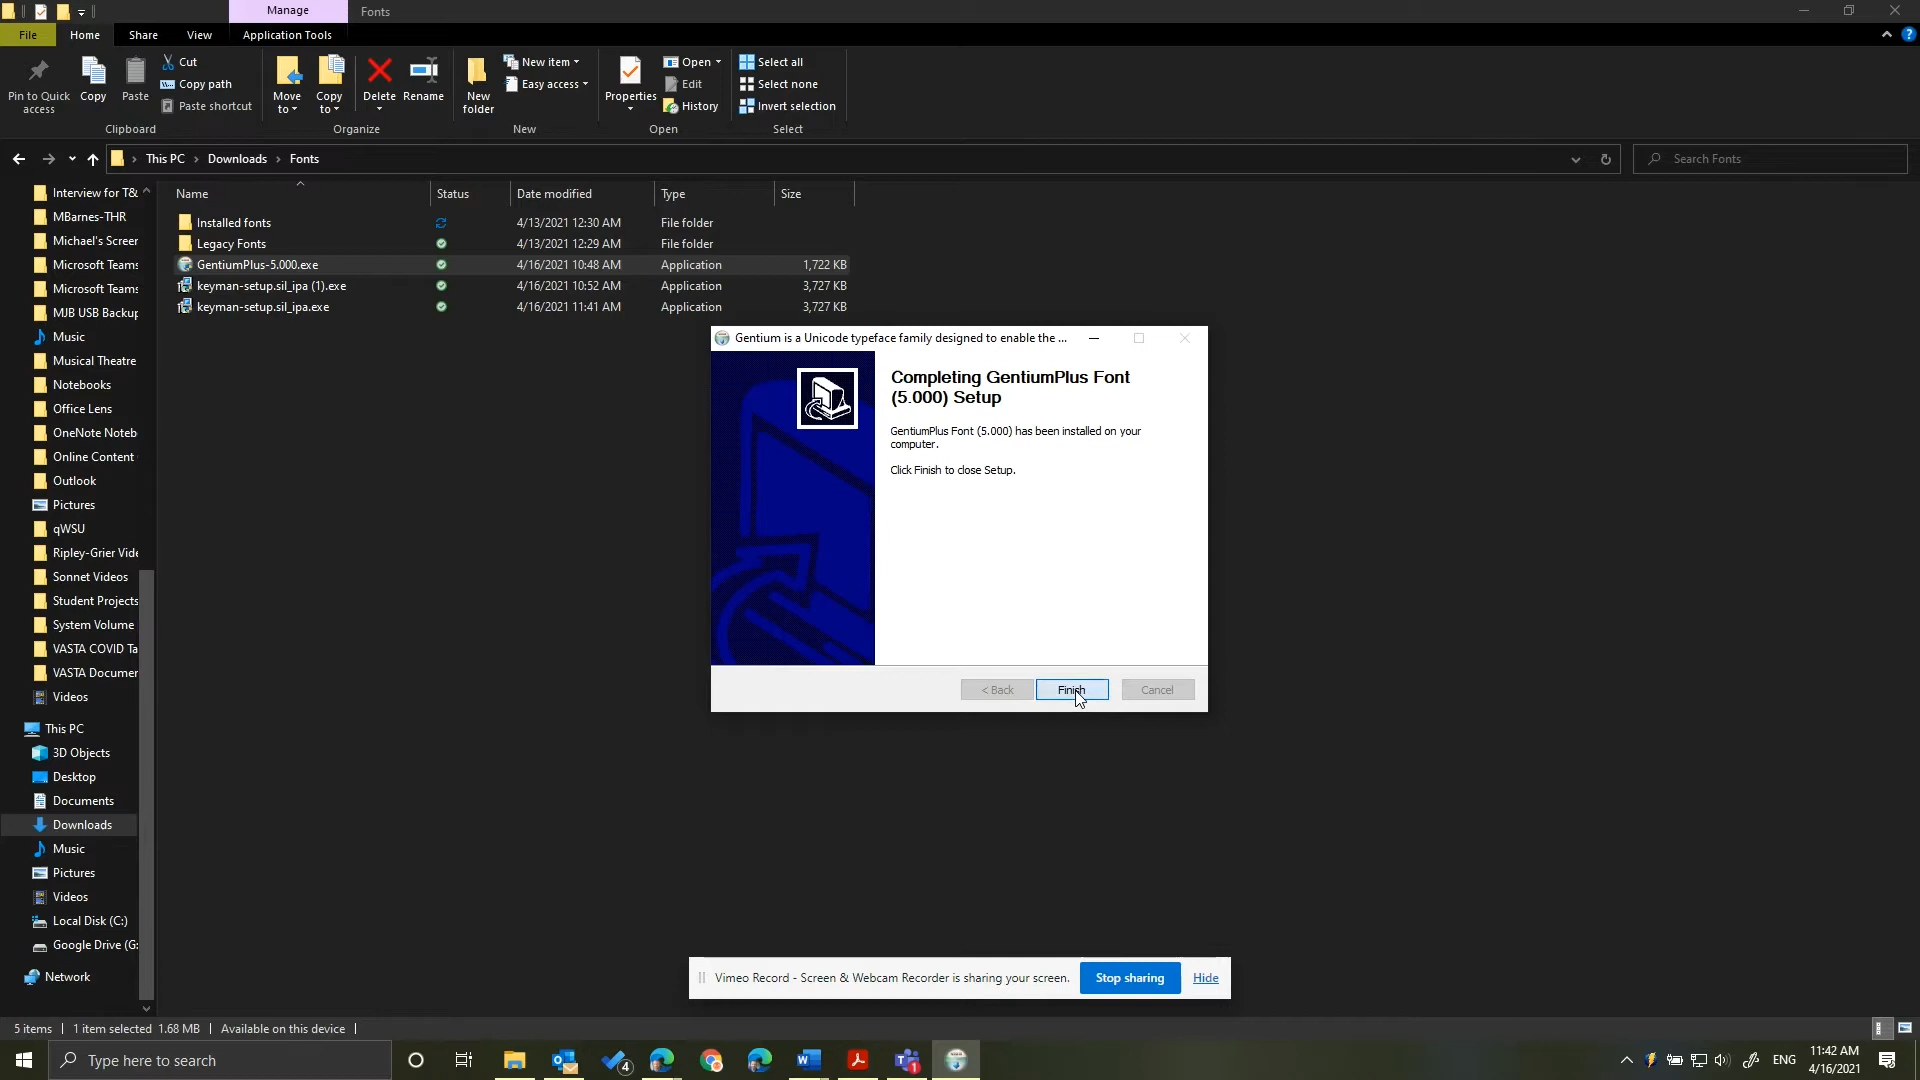 Manage
Fonts
File
Home
Share
View
Application Tools
Pin to Quick
access
Copy
Paste
Cut
Copy path
Paste shortcut
Clipboard
Move
to
Copy
to
Delete
Rename
Organize
New
folder
New item
Easy access
New
Properties
Open
Edit
History
Open
Select all
Select none
Invert selection
Select
This PC
Downloads
Fonts
Search Fonts
Name
Status
Date modified
Type
Size
Installed fonts 4/13/2021 12:30 AM File folder
Legacy Fonts 4/13/2021 12:29 AM File folder
GentiumPlus-5.000.exe 4/16/2021 10:48 AM Application 1,722 KB
keyman-setup.sil_ipa (1).exe 4/16/2021 10:52 AM Application 3,727 KB
keyman-setup.sil_ipa.exe 4/16/2021 11:41 AM Application 3,727 KB
Interview for T&
MBarnes-THR
Michael's Screer
Microsoft Teams
Microsoft Teams
MJB USB Backup
Music
Musical Theatre
Notebooks
Office Lens
OneNote Noteb
Online Content
Outlook
Pictures
qWSU
Ripley-Grier Vide
Sonnet Videos
Student Projects
System Volume
VASTA COVID Ta
VASTA Documer
Videos
This PC
3D Objects
Desktop
Documents
Downloads
Music
Pictures
Videos
Local Disk (C:)
Google Drive (G:
Network
Gentium is a Unicode typeface family designed to enable the ...
Completing GentiumPlus Font
(5.000) Setup
GentiumPlus Font (5.000) has been installed on your
computer.
Click Finish to close Setup.
< Back
Finish
Cancel
Vimeo Record - Screen & Webcam Recorder is sharing your screen.
Stop sharing
Hide
5 items
1 item selected 1.68 MB
Available on this device
Type here to search
4
1
ENG
11:42 AM
4/16/2021